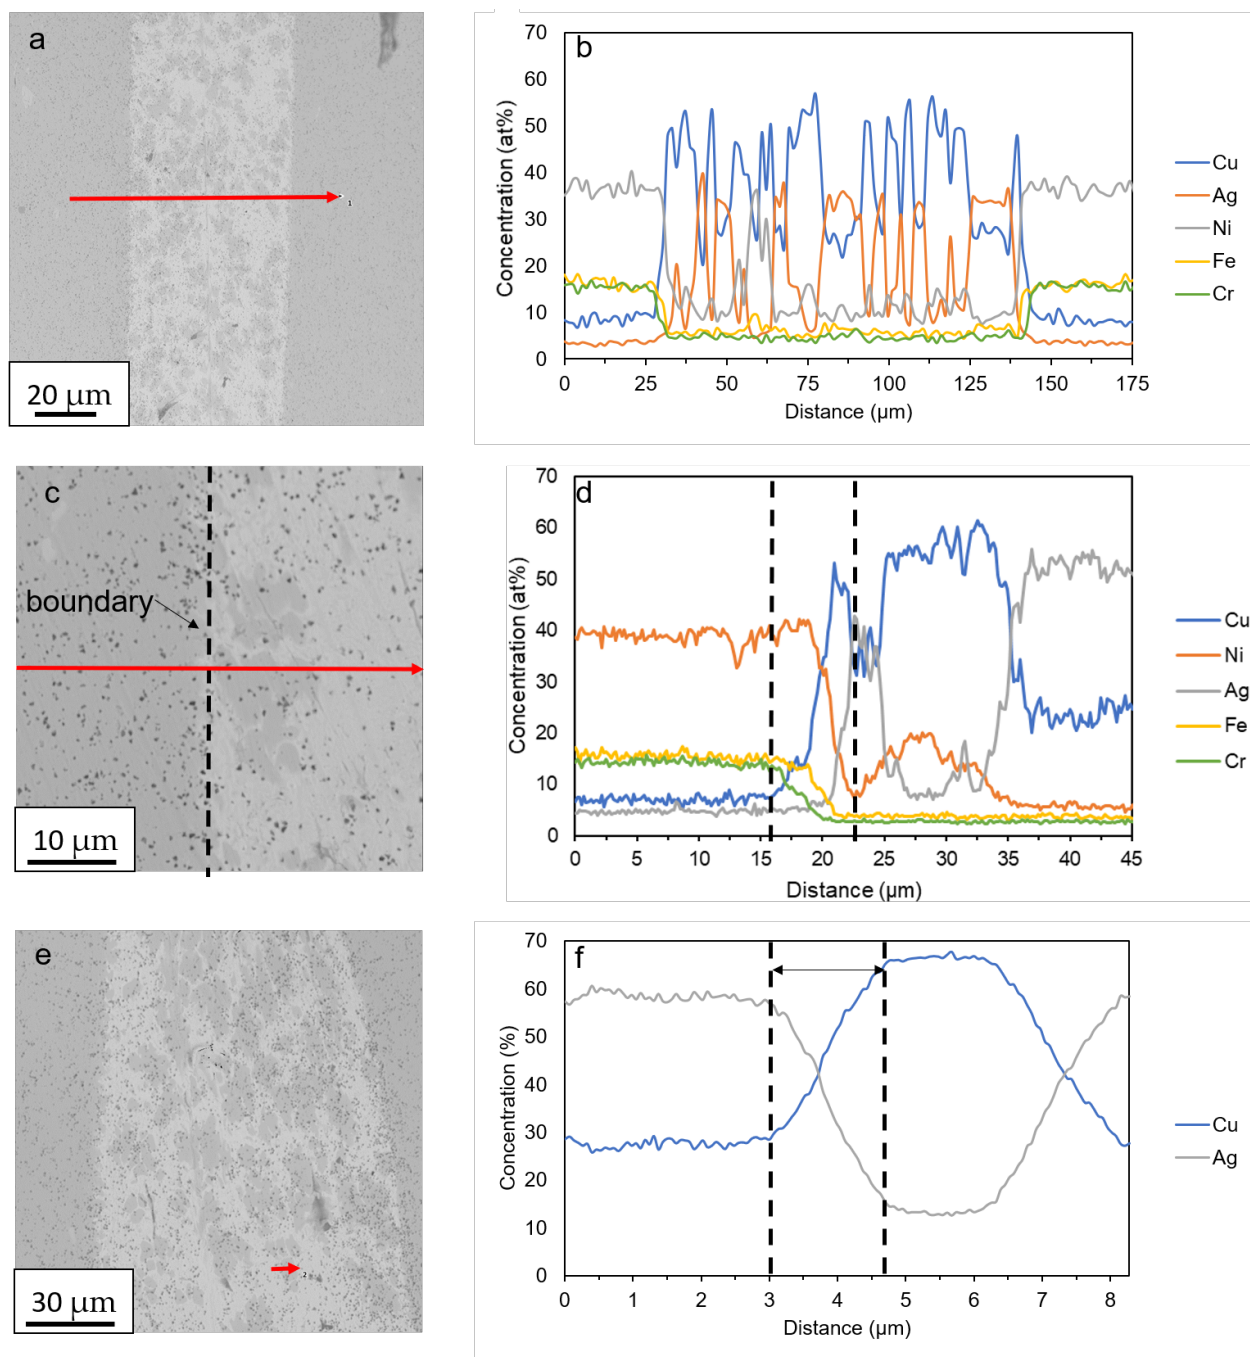 a
20 μm
1
b
Concentration (at%)
70
60
50
40
30
20
10
0
0 25 50 75 100 125 150 175
Distance (μm)
Cu
Ag
Ni
Fe
Cr
c
boundary
10 μm
d
Concentration (at%)
70
60
50
40
30
20
10
0
0 5 10 15 20 25 30 35 40 45
Distance (μm)
Cu
Ni
Ag
Fe
Cr
e
2
30 μm
f
Concentration (%)
70
60
50
40
30
20
10
0
0 1 2 3 4 5 6 7 8
Distance (μm)
Cu
Ag